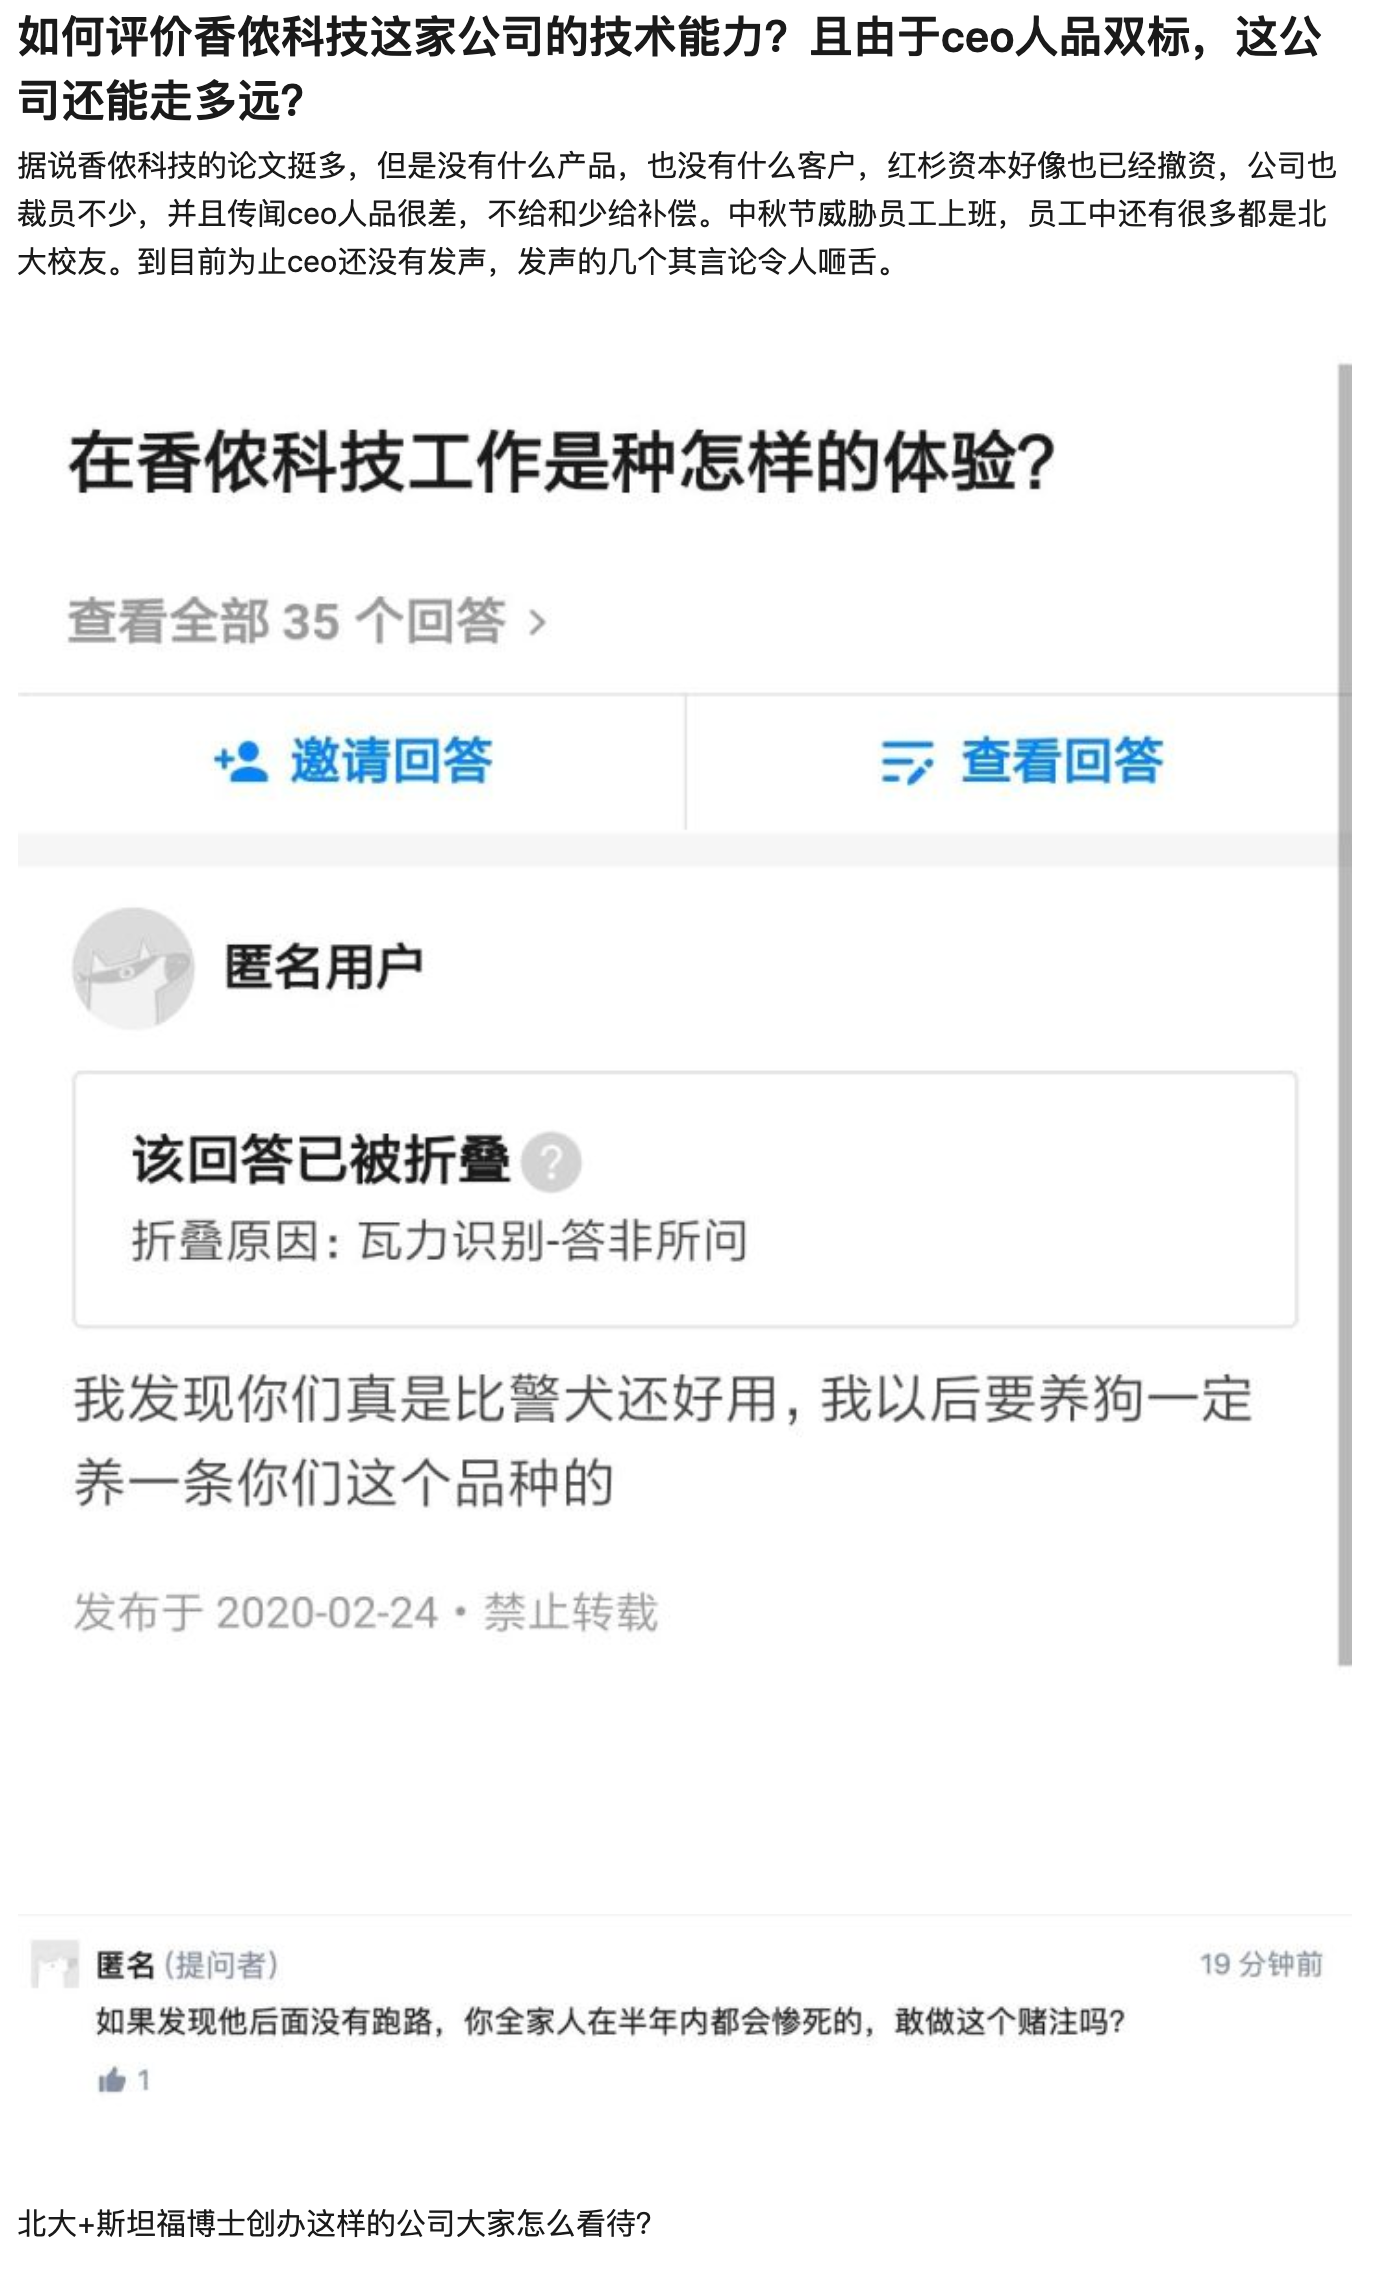 如何评价香侬科技这家公司的技术能力？且由于ceo人品双标，这公
司还能走多远？
据说香侬科技的论文挺多，但是没有什么产品，也没有什么客户，红杉资本好像也已经撤资，公司也
裁员不少，并且传闻ceo人品很差，不给和少给补偿。中秋节威胁员工上班，员工中还有很多都是北
大校友。到目前为止ceo还没有发声，发声的几个其言论令人咂舌。
在香侬科技工作是种怎样的体验？
查看全部 35 个回答 >
邀请回答
查看回答
匿名用户
该回答已被折叠 ?
折叠原因：瓦力识别-答非所问
我发现你们真是比警犬还好用，我以后要养狗一定
养一条你们这个品种的
发布于 2020-02-24 · 禁止转载
匿名 (提问者) 19 分钟前
如果发现他后面没有跑路，你全家人在半年内都会惨死的，敢做这个赌注吗？
1
北大+斯坦福博士创办这样的公司大家怎么看待？